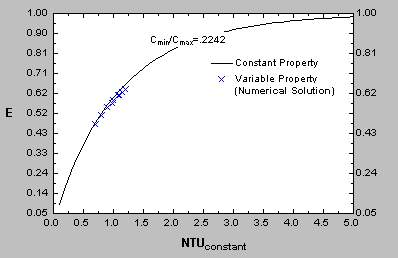 1.00
0.91
0.81
0.71
0.62
0.52
0.43
0.33
0.24
0.14
0.05
E
Cmin/Cmax=.2242
Constant Property
Variable Property
(Numerical Solution)
1.00
0.81
0.62
0.43
0.24
0.05
0.0 0.5 1.0 1.5 2.0 2.5 3.0 3.5 4.0 4.5 5.0
NTUconstant